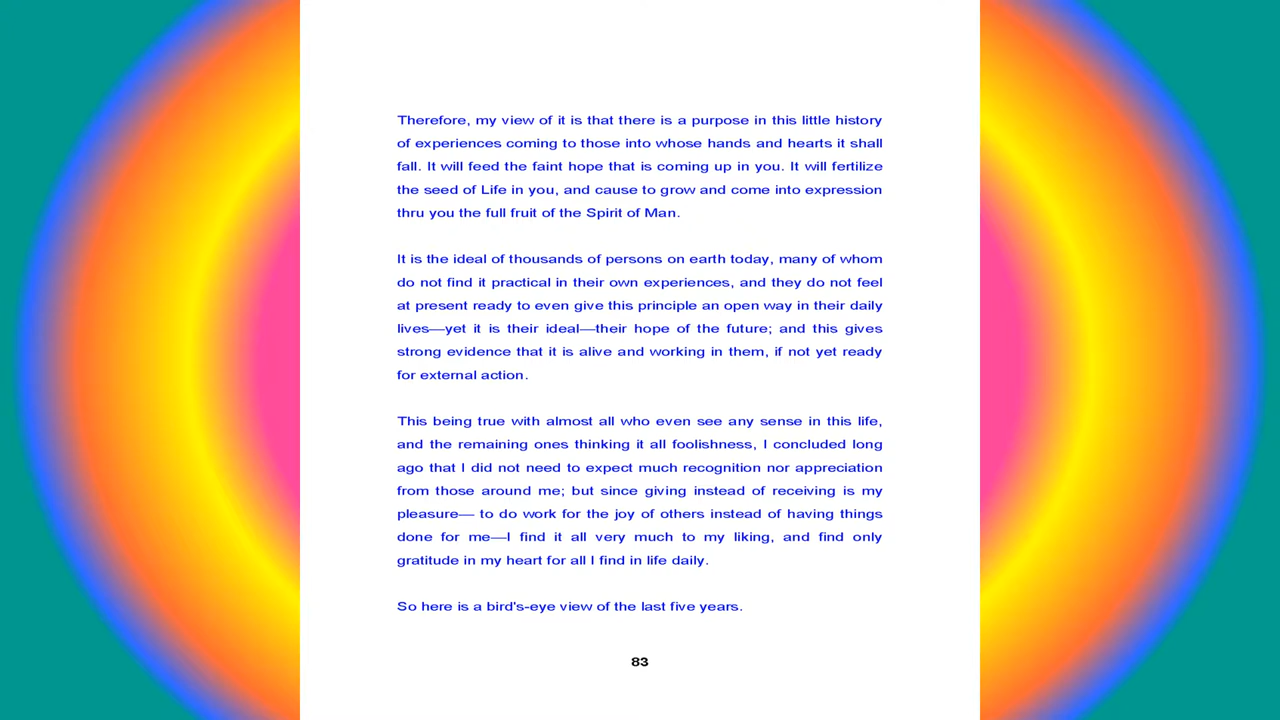 Therefore, my view of it is that there is a purpose in this little history
of experiences coming to those into whose hands and hearts it shall
fall. It will feed the faint hope that is coming up in you. It will fertilize
the seed of Life in you, and cause to grow and come into expression
thru you the full fruit of the Spirit of Man.
It is the ideal of thousands of persons on earth today, many of whom
do not find it practical in their own experiences, and they do not feel
at present ready to even give this principle an open way in their daily
lives—yet it is their ideal—their hope of the future; and this gives
strong evidence that it is alive and working in them, if not yet ready
for external action.
This being true with almost all who even see any sense in this life,
and the remaining ones thinking it all foolishness, I concluded long
ago that I did not need to expect much recognition nor appreciation
from those around me; but since giving instead of receiving is my
pleasure— to do work for the joy of others instead of having things
done for me—I find it all very much to my liking, and find only
gratitude in my heart for all I find in life daily.
So here is a bird's-eye view of the last five years.
83